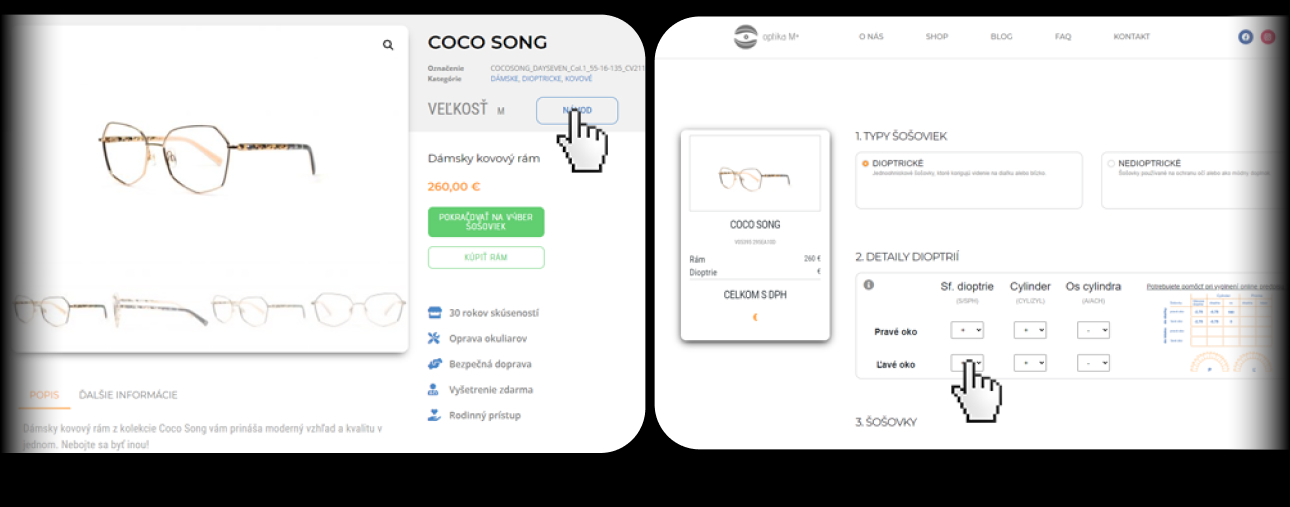 COCO SONG
Označenie COCOSONG_DAYSEVEN_Col.1_55-16-135_CV211
Kategórie DÁMSKE, DIOPTRICKE, KOVOVÉ
VEĽKOSŤ M
NÁVOD
Dámsky kovový rám
260,00 €
POKRAČOVAŤ NA VÝBER
ŠOŠOVIEK
KÚPIŤ RÁM
30 rokov skúseností
Oprava okuliarov
Bezpečná doprava
Vyšetrenie zdarma
Rodinný prístup
POPIS ĎALŠIE INFORMÁCIE
Dámsky kovový rám z kolekcie Coco Song vám prináša moderný vzhľad a kvalitu v
jednom. Nebojte sa byť inou!
optika M+ O NÁS SHOP BLOG FAQ KONTAKT
COCO SONG
Rám 260 €
Dioptrie €
CELKOM S DPH
€
1. TYPY ŠOŠOVIEK
DIOPTRICKÉ
Jednoohniskové šošovky, ktoré korigujú videnie na diaľku alebo blízko.
NEDIOPTRICKÉ
Šošovky používané na ochranu očí alebo ako módny doplnok.
2. DETAILY DIOPTRIÍ
Sf. dioptrie Cylinder Os cylindra
(S/SPH) (CYL/ZYL) (A/ACH)
Potrebujete pomôcť pri vyplnení online
Pravé oko + + -
Ľavé oko + -
3. ŠOŠOVKY